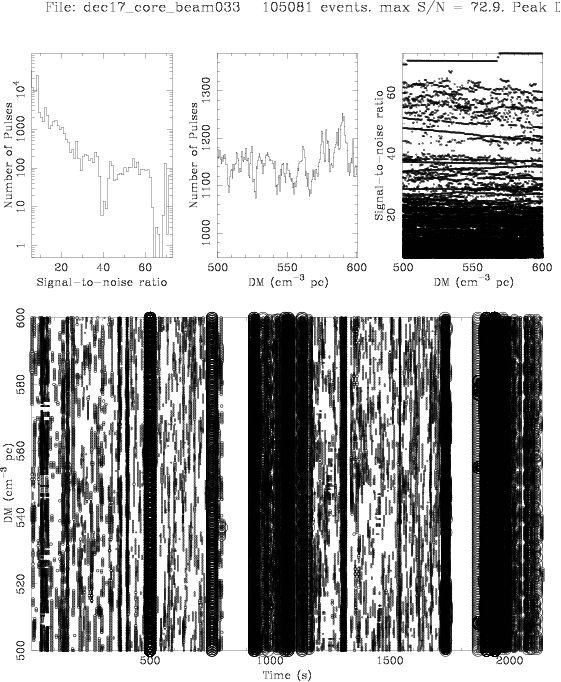 File: dec17_core_beam033 105081 events. max S/N = 72.9. Peak D
Number of Pulses
10⁴
1000
100
10
1
20 40 60
Signal−to−noise ratio
Number of Pulses
1300
1200
1100
1000
500 550 600
DM (cm⁻³ pc)
Signal−to−noise ratio
60
40
20
500 550 600
DM (cm⁻³ pc)
DM (cm⁻³ pc)
600
580
560
540
520
500
500 1000 1500 2000
Time (s)